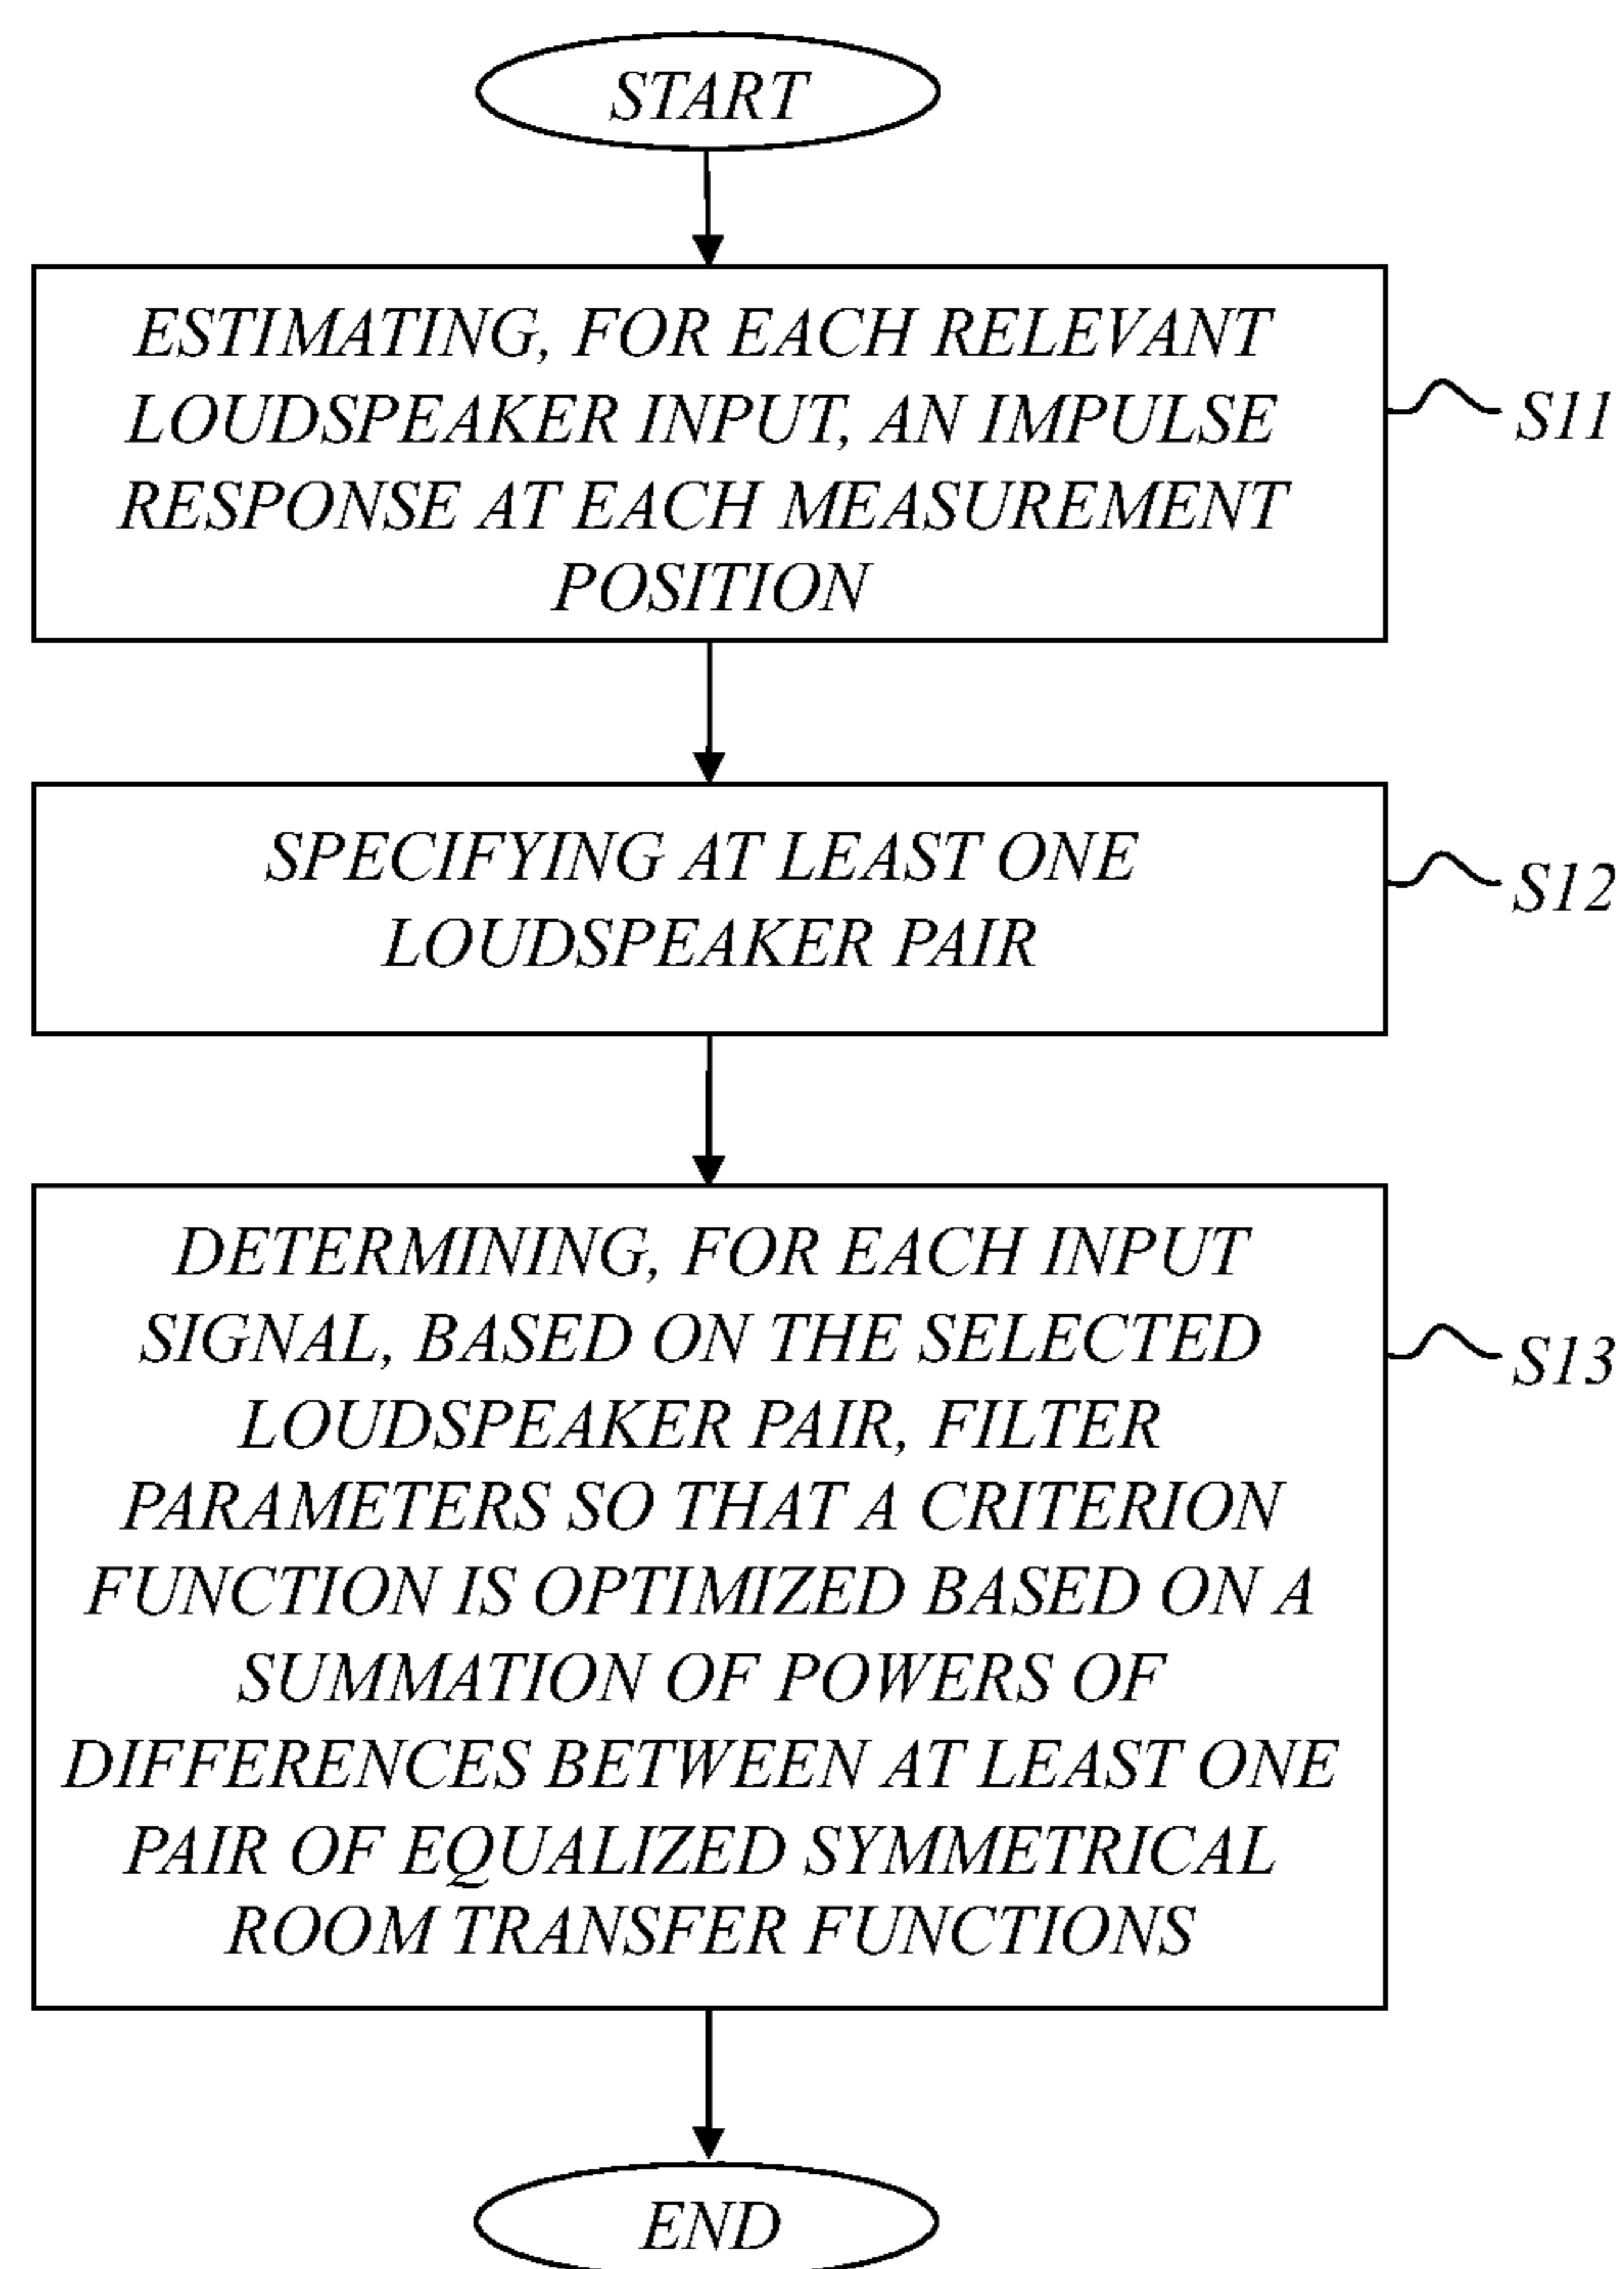 START
ESTIMATING, FOR EACH RELEVANT
LOUDSPEAKER INPUT, AN IMPULSE
RESPONSE AT EACH MEASUREMENT
POSITION
S11
SPECIFYING AT LEAST ONE
LOUDSPEAKER PAIR
S12
DETERMINING, FOR EACH INPUT
SIGNAL, BASED ON THE SELECTED
LOUDSPEAKER PAIR, FILTER
PARAMETERS SO THAT A CRITERION
FUNCTION IS OPTIMIZED BASED ON A
SUMMATION OF POWERS OF
DIFFERENCES BETWEEN AT LEAST ONE
PAIR OF EQUALIZED SYMMETRICAL
ROOM TRANSFER FUNCTIONS
S13
END